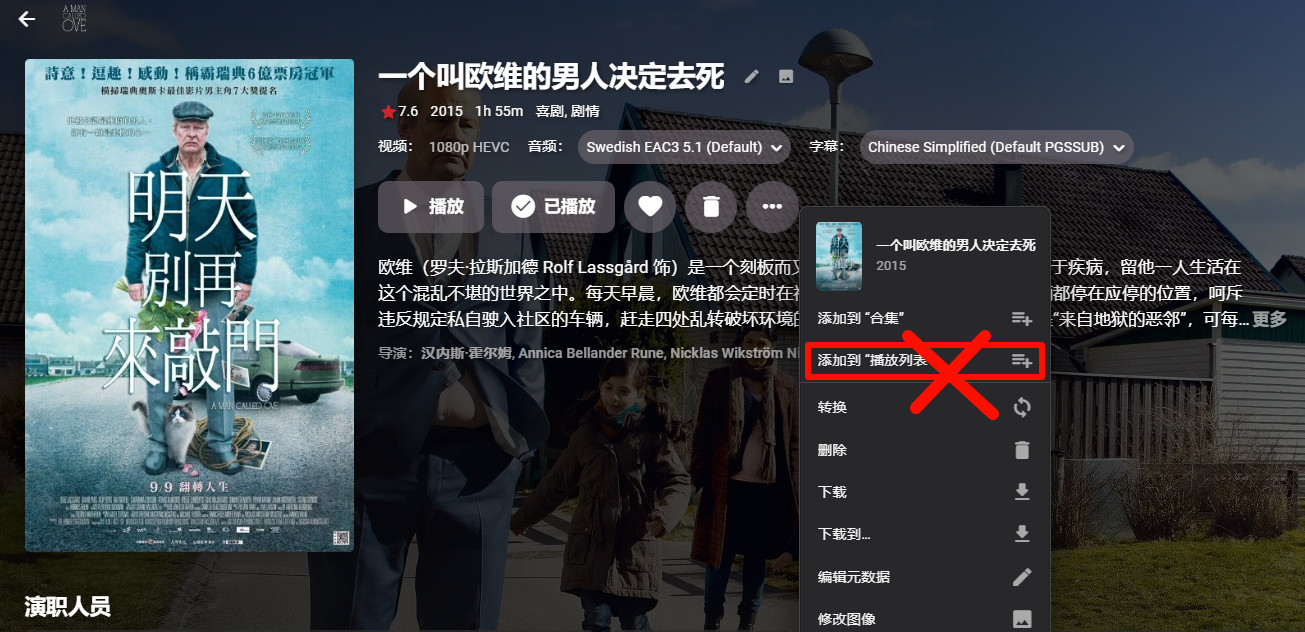 A MAN
CALLED
OVE
詩意！逗趣！感動！稱霸瑞典6億票房冠軍
橫掃瑞典奧斯卡最佳影片男主角7大獎提名
明天
別再
來敲門
A MAN CALLED OVE
9/9 翻轉人生
一个叫欧维的男人决定去死
7.6 2015 1h 55m 喜剧, 剧情
视频： 1080p HEVC 音频： Swedish EAC3 5.1 (Default) 字幕： Chinese Simplified (Default PGSSUB)
播放 已播放
欧维（罗夫·拉斯加德 Rolf Lassgård 饰）是一个刻板而 于疾病，留他一人生活在
这个混乱不堪的世界之中。每天早晨，欧维都会定时在 都停在应停的位置，呵斥
违反规定私自驶入社区的车辆，赶走四处乱转破坏环境 “来自地狱的恶邻”，可每... 更多
导演： 汉内斯·霍尔姆, Annica Bellander Rune, Nicklas Wikström
一个叫欧维的男人决定去死
2015
添加到 “合集”
添加到 “播放列表
转换
删除
下载
下载到...
编辑元数据
修改图像
演职人员